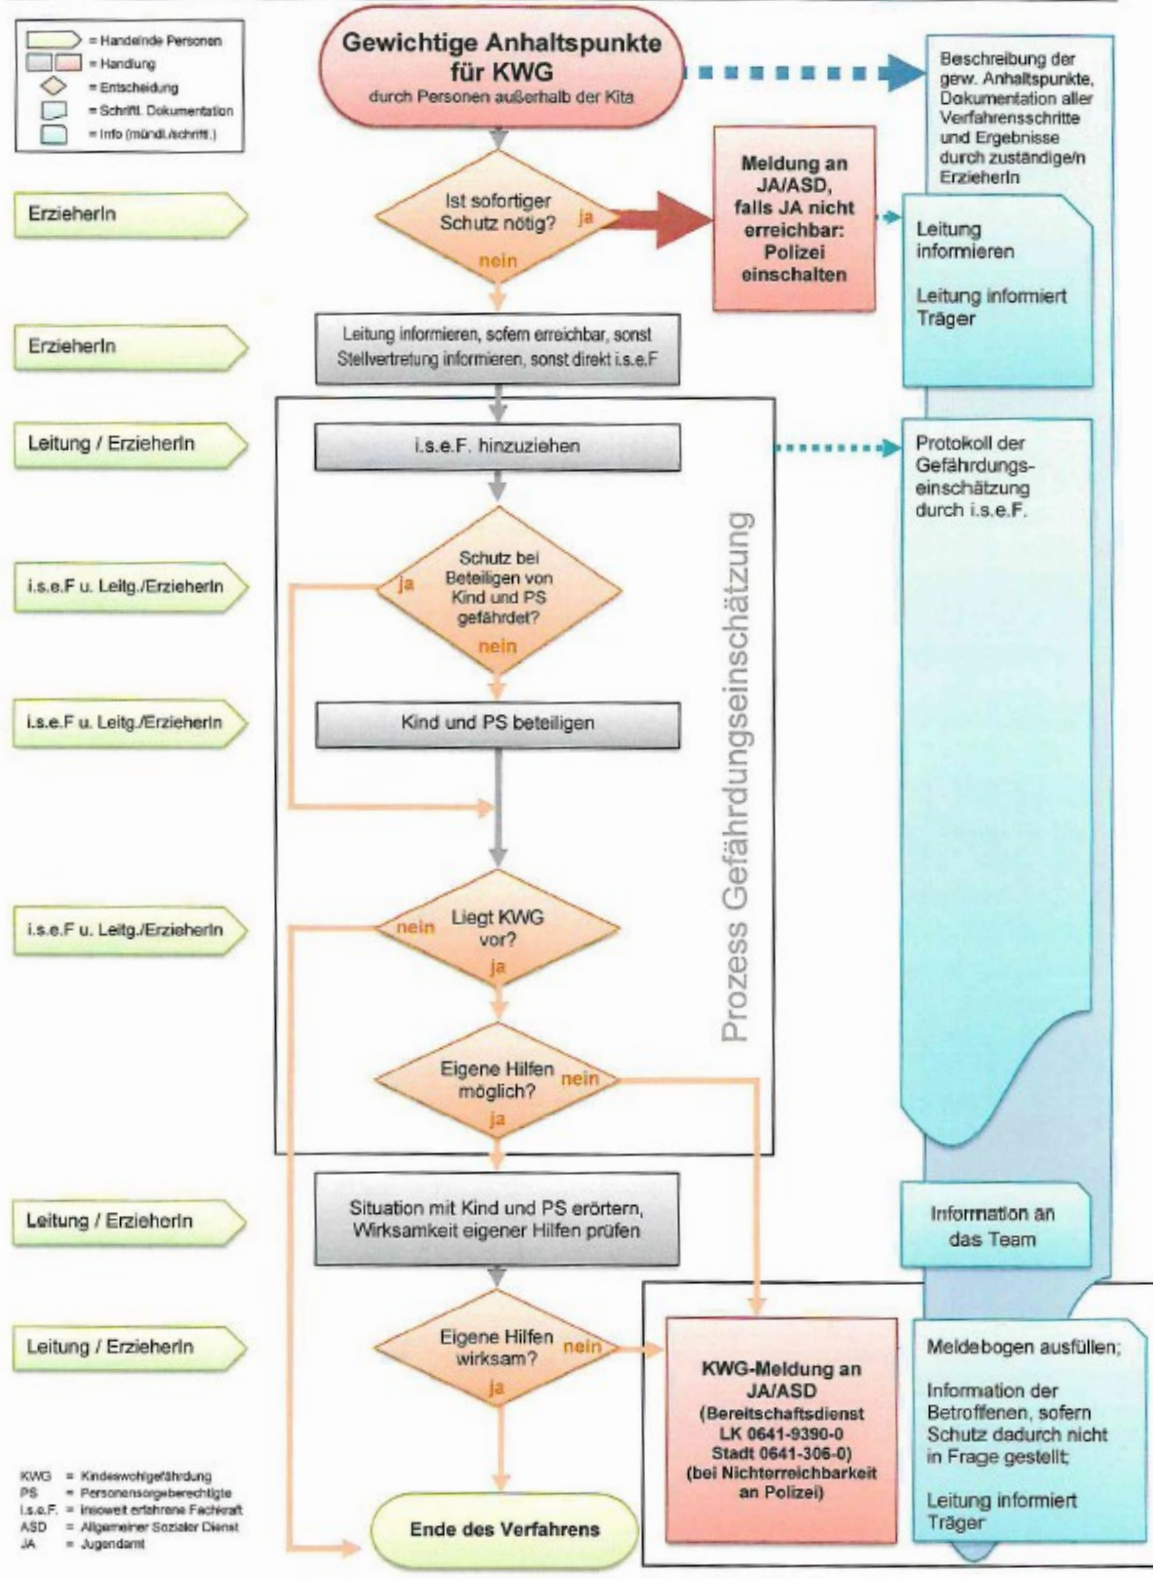 = Handelnde Personen
= Handlung
= Entscheidung
= Schriftl. Dokumentation
= Info (mündl./schriftl.)
Gewichtige Anhaltspunkte
für KWG
durch Personen außerhalb der Kita
Beschreibung der
gew. Anhaltspunkte,
Dokumentation aller
Verfahrensschritte
und Ergebnisse
durch zuständige/n
ErzieherIn
ErzieherIn
Ist sofortiger
Schutz nötig?
ja
nein
Meldung an
JA/ASD,
falls JA nicht
erreichbar:
Polizei
einschalten
Leitung
informieren
Leitung informiert
Träger
ErzieherIn
Leitung informieren, sofern erreichbar, sonst
Stellvertretung informieren, sonst direkt i.s.e.F
Leitung / ErzieherIn
i.s.e.F. hinzuziehen
Protokoll der
Gefährdungs-
einschätzung
durch i.s.e.F.
Prozess Gefährdungseinschätzung
i.s.e.F u. Leitg./ErzieherIn
Schutz bei
Beteiligen von
Kind und PS
gefährdet?
ja
nein
i.s.e.F u. Leitg./ErzieherIn
Kind und PS beteiligen
i.s.e.F u. Leitg./ErzieherIn
Liegt KWG
vor?
nein
ja
Eigene Hilfen
möglich?
nein
ja
Leitung / ErzieherIn
Situation mit Kind und PS erörtern,
Wirksamkeit eigener Hilfen prüfen
Information an
das Team
Leitung / ErzieherIn
Eigene Hilfen
wirksam?
nein
ja
KWG-Meldung an
JA/ASD
(Bereitschaftsdienst
LK 0641-9390-0
Stadt 0641-306-0)
(bei Nichterreichbarkeit
an Polizei)
Meldebogen ausfüllen;
Information der
Betroffenen, sofern
Schutz dadurch nicht
in Frage gestellt;
Leitung informiert
Träger
KWG = Kindeswohlgefährdung
PS = Personensorgeberechtigte
i.s.e.F. = insoweit erfahrene Fachkraft
ASD = Allgemeiner Sozialer Dienst
JA = Jugendamt
Ende des Verfahrens